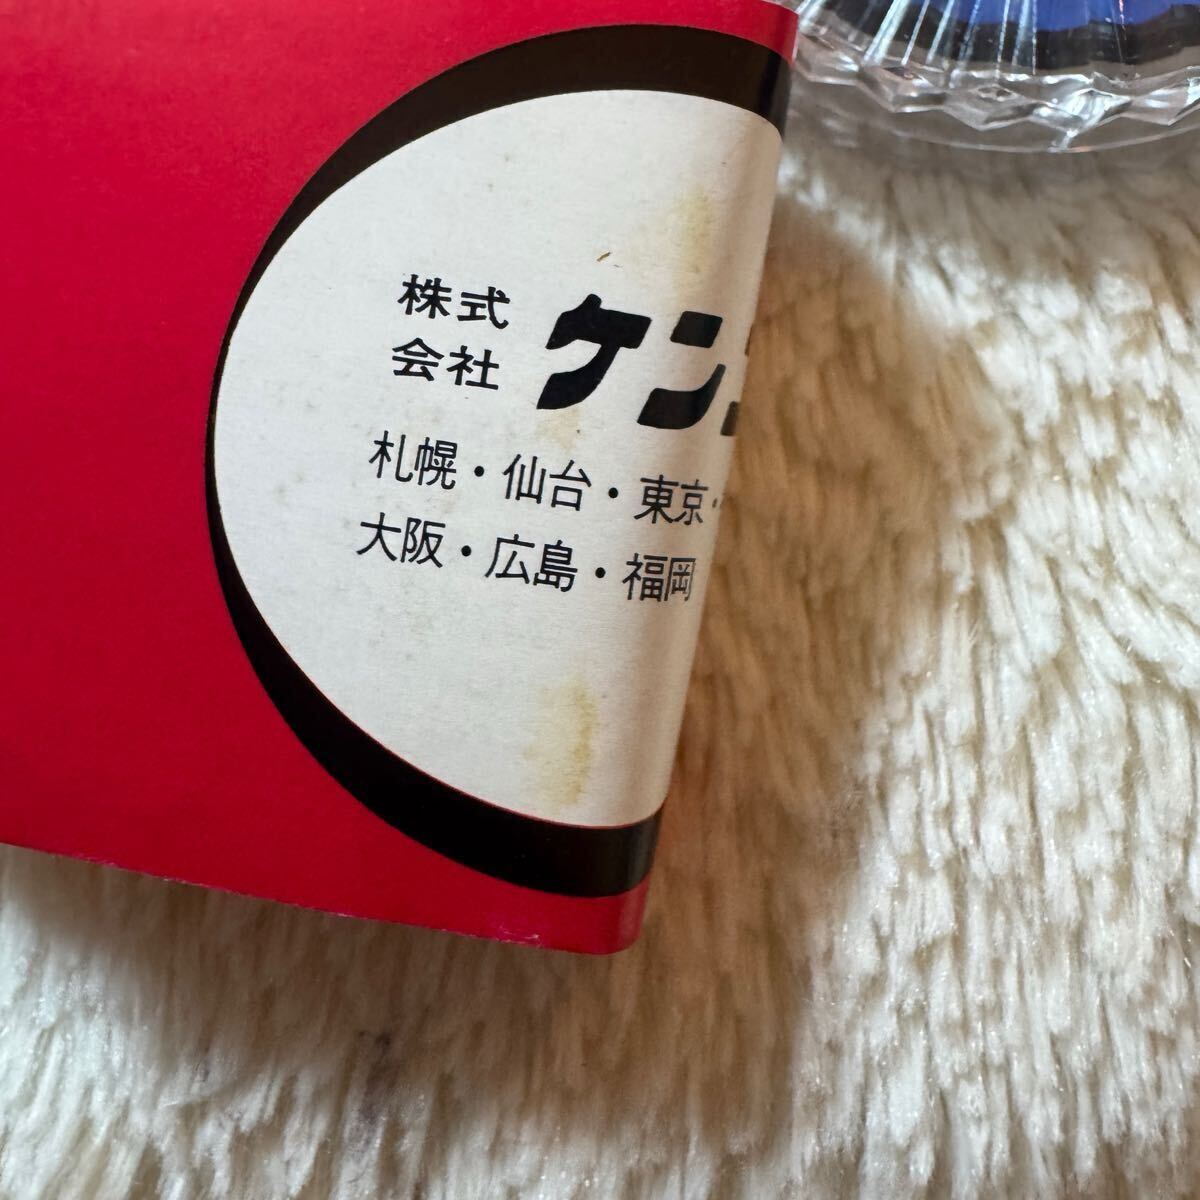 株式
会社 ケン
札幌・仙台・東京・
大阪・広島・福岡